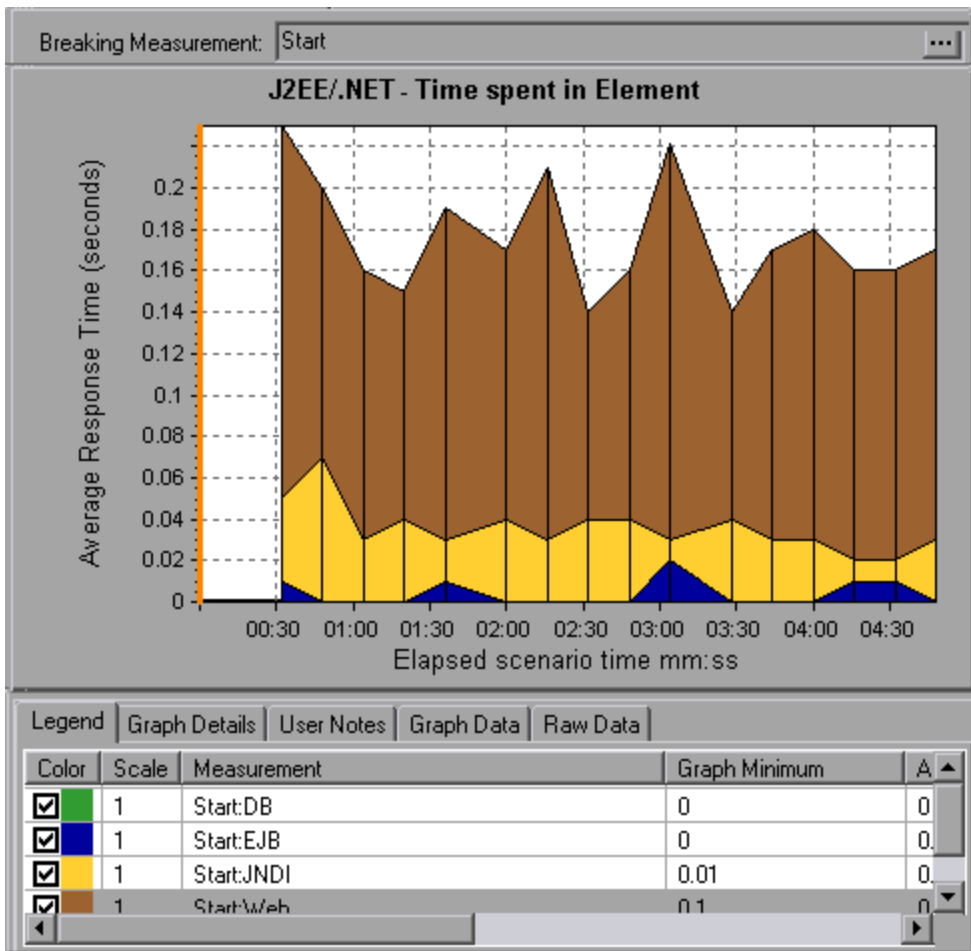 Breaking Measurement: Start ...
J2EE/.NET - Time spent in Element
Average Response Time (seconds)
0.2
0.18
0.16
0.14
0.12
0.1
0.08
0.06
0.04
0.02
0
00:30 01:00 01:30 02:00 02:30 03:00 03:30 04:00 04:30
Elapsed scenario time mm:ss
Legend Graph Details User Notes Graph Data Raw Data
Color Scale Measurement Graph Minimum A
1 Start:DB 0 0
1 Start:EJB 0 0.
1 Start:JNDI 0.01 0.
1 Start:Web 0.1 0.